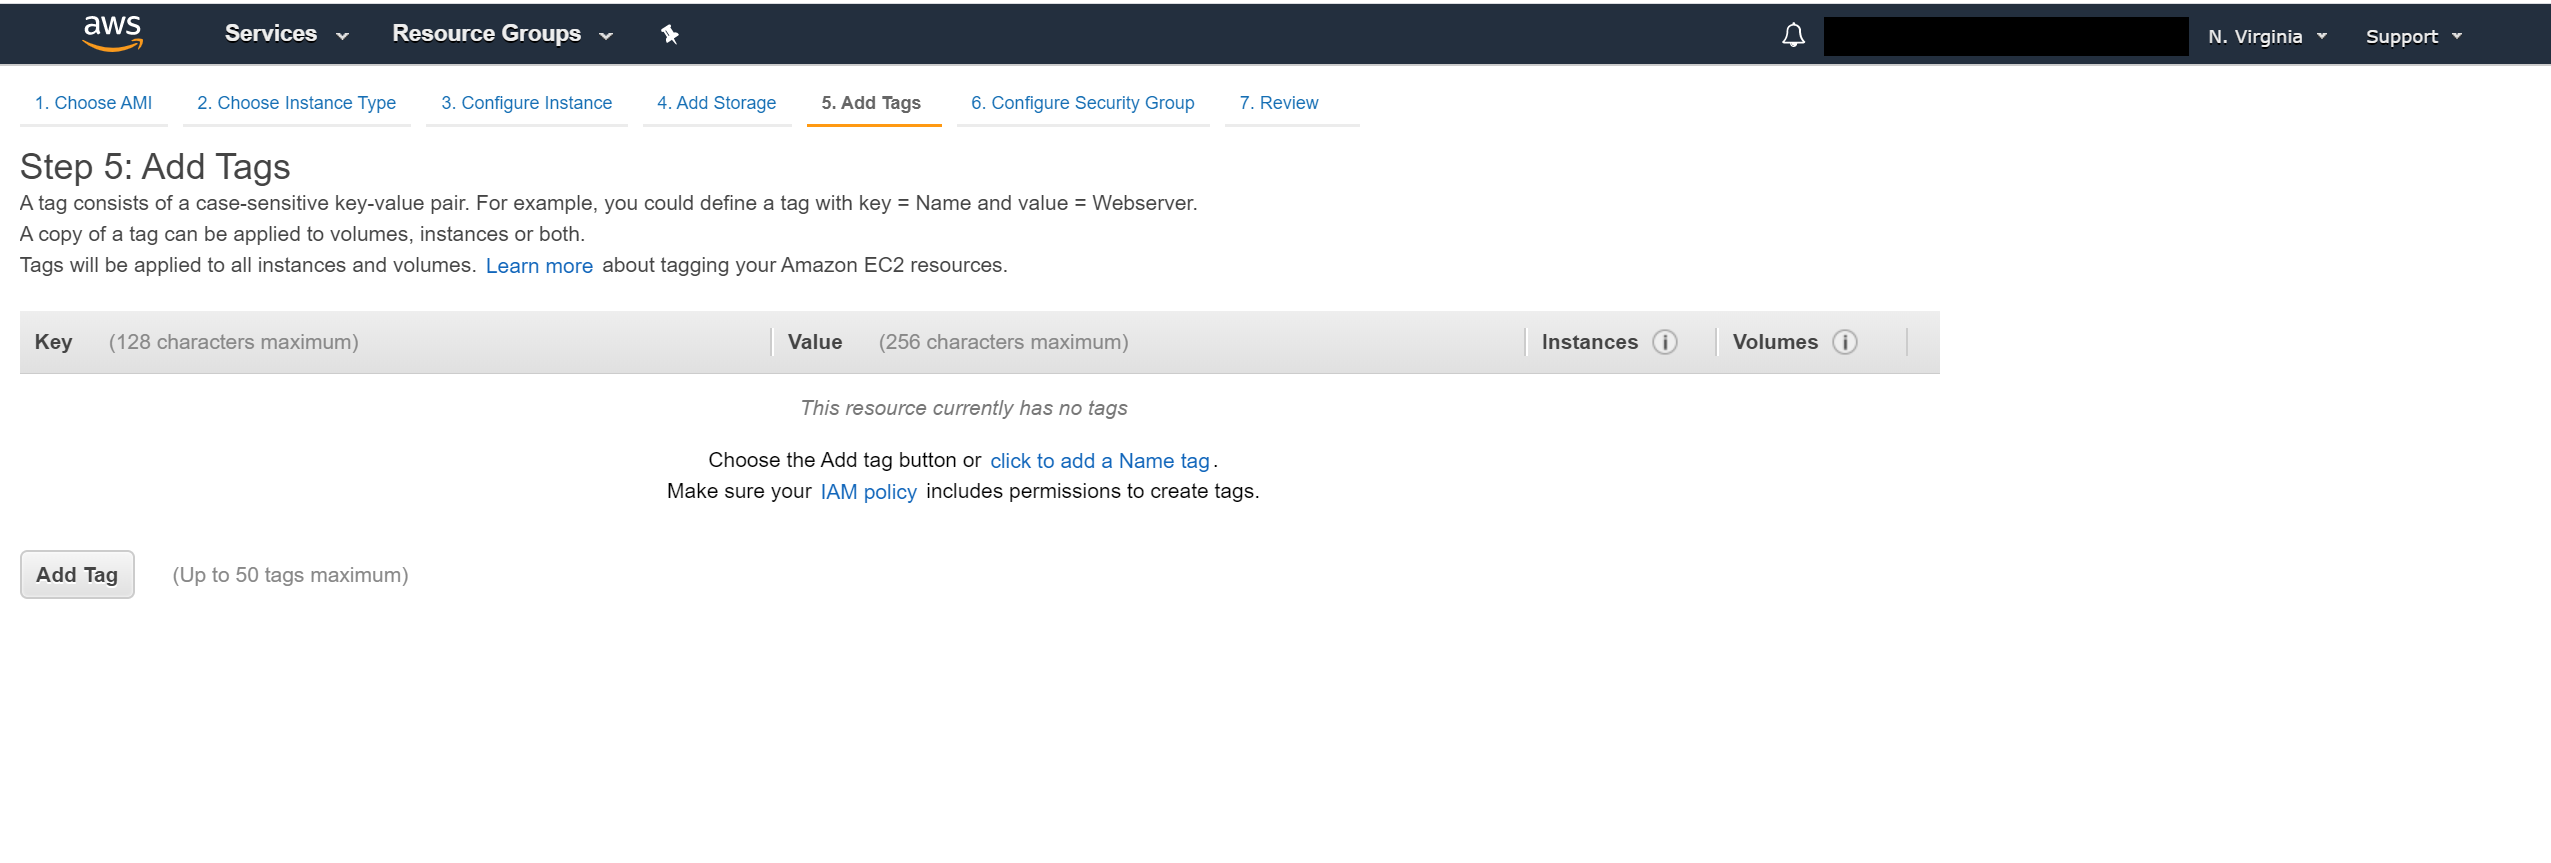 aws Services Resource Groups N. Virginia Support
1. Choose AMI 2. Choose Instance Type 3. Configure Instance 4. Add Storage 5. Add Tags 6. Configure Security Group 7. Review
Step 5: Add Tags
A tag consists of a case-sensitive key-value pair. For example, you could define a tag with key = Name and value = Webserver.
A copy of a tag can be applied to volumes, instances or both.
Tags will be applied to all instances and volumes. Learn more about tagging your Amazon EC2 resources.
Key (128 characters maximum) Value (256 characters maximum) Instances i Volumes i
This resource currently has no tags
Choose the Add tag button or click to add a Name tag.
Make sure your IAM policy includes permissions to create tags.
Add Tag (Up to 50 tags maximum)